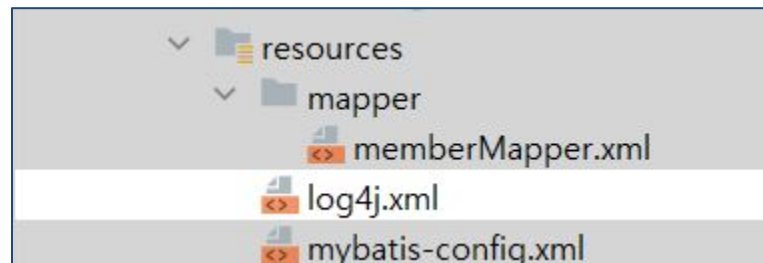 resources
mapper
memberMapper.xml
log4j.xml
mybatis-config.xml